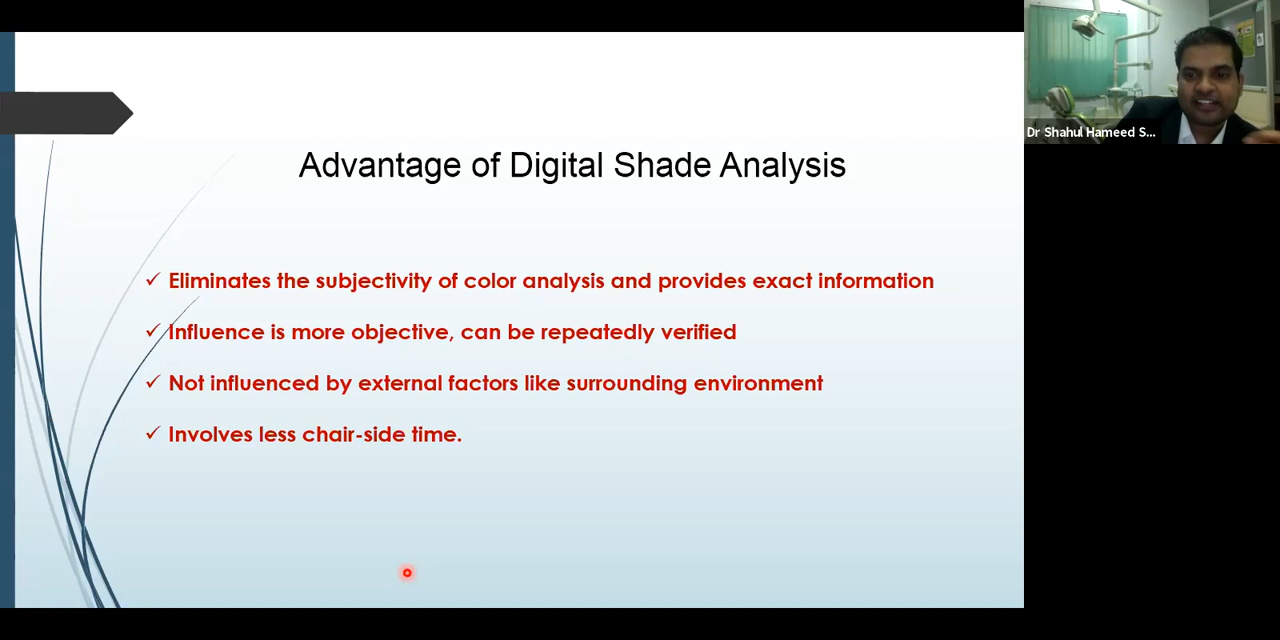 Dr Shahul Hameed S...
Advantage of Digital Shade Analysis
✓ Eliminates the subjectivity of color analysis and provides exact information
✓ Influence is more objective, can be repeatedly verified
✓ Not influenced by external factors like surrounding environment
✓ Involves less chair-side time.